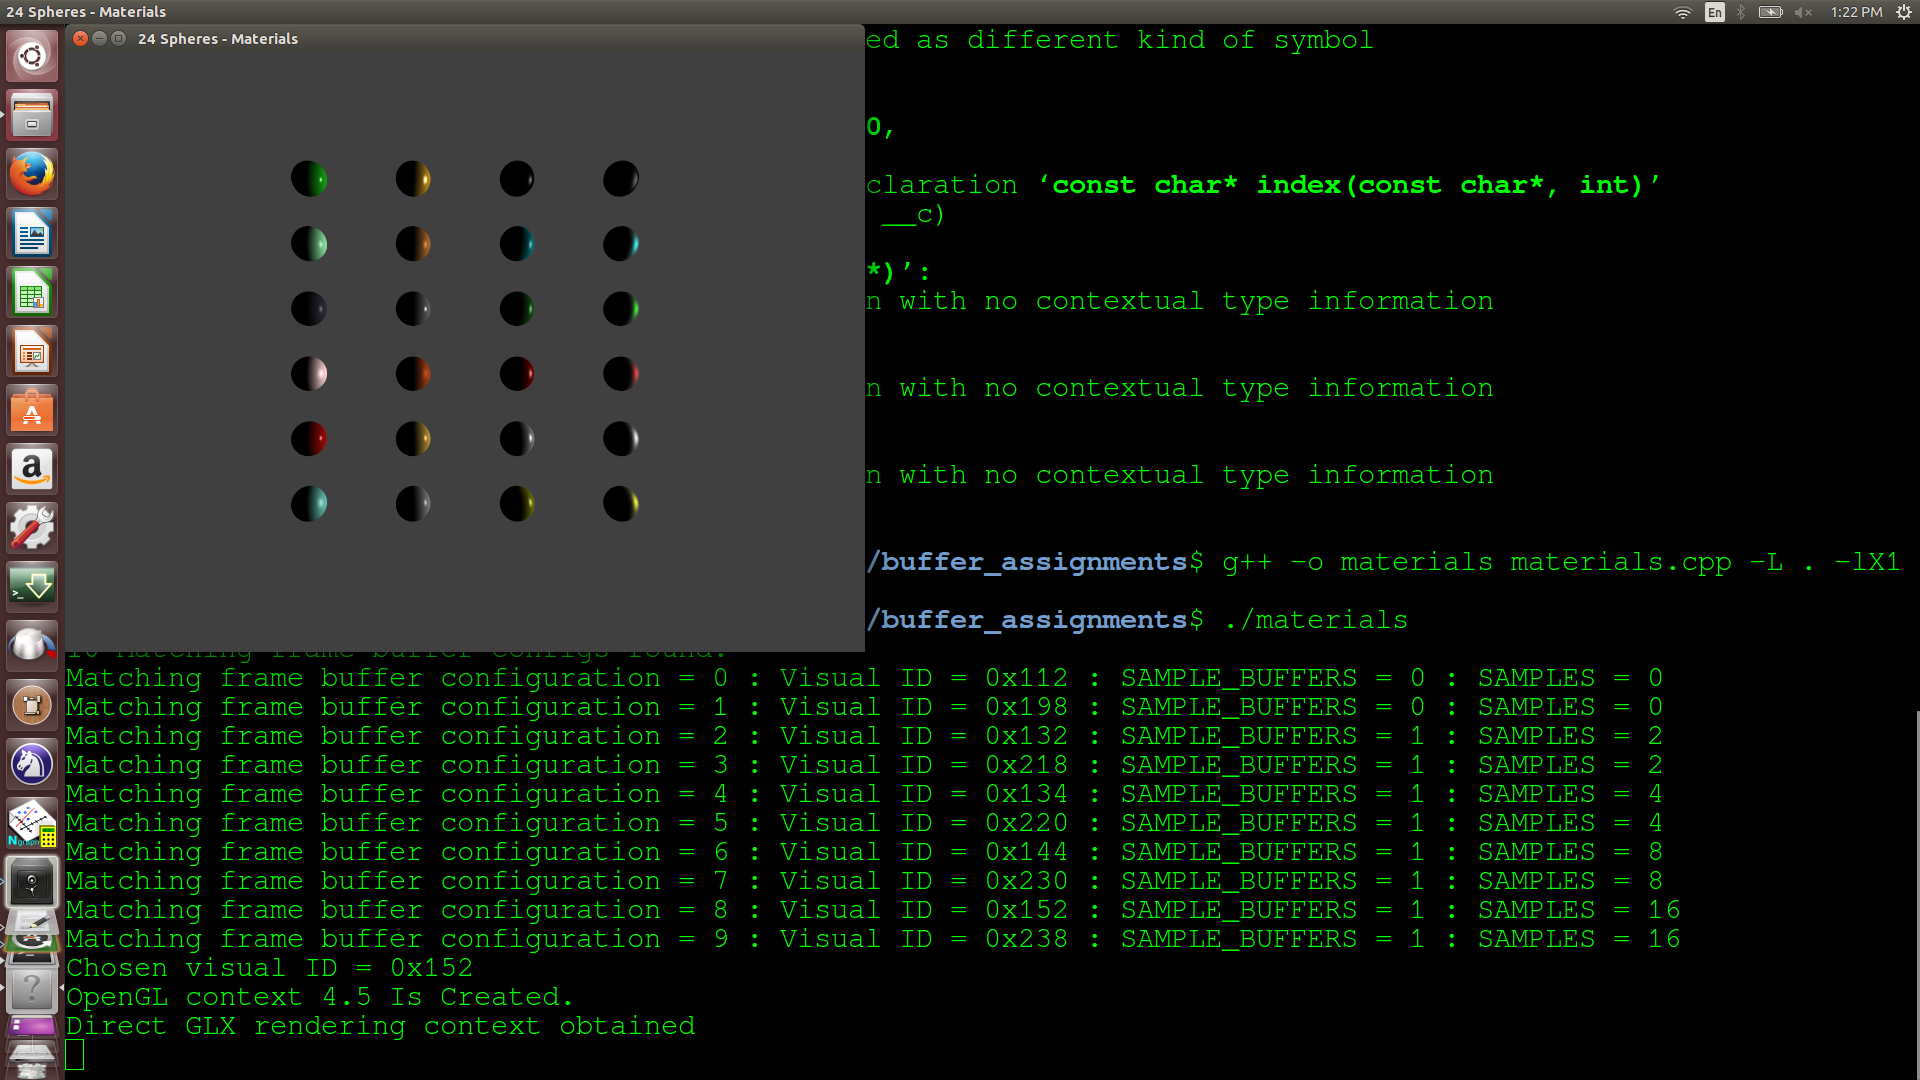 24 Spheres - Materials
En
1:22 PM
24 Spheres - Materials
ed as different kind of symbol
0,
claration ‘const char* index(const char*, int)’
__c)
*)’:
n with no contextual type information
n with no contextual type information
n with no contextual type information
/buffer_assignments$ g++ -o materials materials.cpp -L . -lX1
/buffer_assignments$ ./materials
10 matching frame buffer configs found.
Matching frame buffer configuration = 0 : Visual ID = 0x112 : SAMPLE_BUFFERS = 0 : SAMPLES = 0
Matching frame buffer configuration = 1 : Visual ID = 0x198 : SAMPLE_BUFFERS = 0 : SAMPLES = 0
Matching frame buffer configuration = 2 : Visual ID = 0x132 : SAMPLE_BUFFERS = 1 : SAMPLES = 2
Matching frame buffer configuration = 3 : Visual ID = 0x218 : SAMPLE_BUFFERS = 1 : SAMPLES = 2
Matching frame buffer configuration = 4 : Visual ID = 0x134 : SAMPLE_BUFFERS = 1 : SAMPLES = 4
Matching frame buffer configuration = 5 : Visual ID = 0x220 : SAMPLE_BUFFERS = 1 : SAMPLES = 4
Matching frame buffer configuration = 6 : Visual ID = 0x144 : SAMPLE_BUFFERS = 1 : SAMPLES = 8
Matching frame buffer configuration = 7 : Visual ID = 0x230 : SAMPLE_BUFFERS = 1 : SAMPLES = 8
Matching frame buffer configuration = 8 : Visual ID = 0x152 : SAMPLE_BUFFERS = 1 : SAMPLES = 16
Matching frame buffer configuration = 9 : Visual ID = 0x238 : SAMPLE_BUFFERS = 1 : SAMPLES = 16
Chosen visual ID = 0x152
OpenGL context 4.5 Is Created.
Direct GLX rendering context obtained